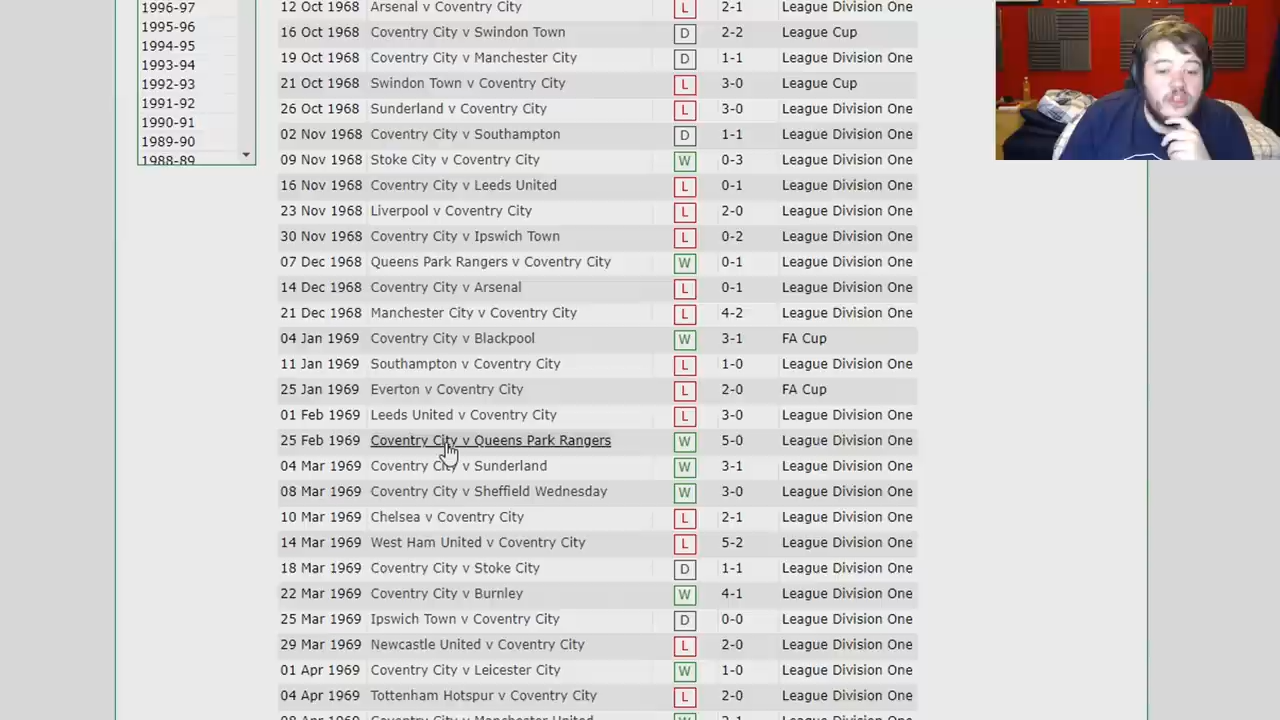 1996-97
1995-96
1994-95
1993-94
1992-93
1991-92
1990-91
1989-90
1988-89
12 Oct 1968 Arsenal v Coventry City L 2-1 League Division One
16 Oct 1968 Coventry City v Swindon Town D 2-2 League Cup
19 Oct 1968 Coventry City v Manchester City D 1-1 League Division One
21 Oct 1968 Swindon Town v Coventry City L 3-0 League Cup
26 Oct 1968 Sunderland v Coventry City L 3-0 League Division One
02 Nov 1968 Coventry City v Southampton D 1-1 League Division One
09 Nov 1968 Stoke City v Coventry City W 0-3 League Division One
16 Nov 1968 Coventry City v Leeds United L 0-1 League Division One
23 Nov 1968 Liverpool v Coventry City L 2-0 League Division One
30 Nov 1968 Coventry City v Ipswich Town L 0-2 League Division One
07 Dec 1968 Queens Park Rangers v Coventry City W 0-1 League Division One
14 Dec 1968 Coventry City v Arsenal L 0-1 League Division One
21 Dec 1968 Manchester City v Coventry City L 4-2 League Division One
04 Jan 1969 Coventry City v Blackpool W 3-1 FA Cup
11 Jan 1969 Southampton v Coventry City L 1-0 League Division One
25 Jan 1969 Everton v Coventry City L 2-0 FA Cup
01 Feb 1969 Leeds United v Coventry City L 3-0 League Division One
25 Feb 1969 Coventry City v Queens Park Rangers W 5-0 League Division One
04 Mar 1969 Coventry City v Sunderland W 3-1 League Division One
08 Mar 1969 Coventry City v Sheffield Wednesday W 3-0 League Division One
10 Mar 1969 Chelsea v Coventry City L 2-1 League Division One
14 Mar 1969 West Ham United v Coventry City L 5-2 League Division One
18 Mar 1969 Coventry City v Stoke City D 1-1 League Division One
22 Mar 1969 Coventry City v Burnley W 4-1 League Division One
25 Mar 1969 Ipswich Town v Coventry City D 0-0 League Division One
29 Mar 1969 Newcastle United v Coventry City L 2-0 League Division One
01 Apr 1969 Coventry City v Leicester City W 1-0 League Division One
04 Apr 1969 Tottenham Hotspur v Coventry City L 2-0 League Division One
08 Apr 1969 Coventry City v Manchester United W 2-1 League Division One